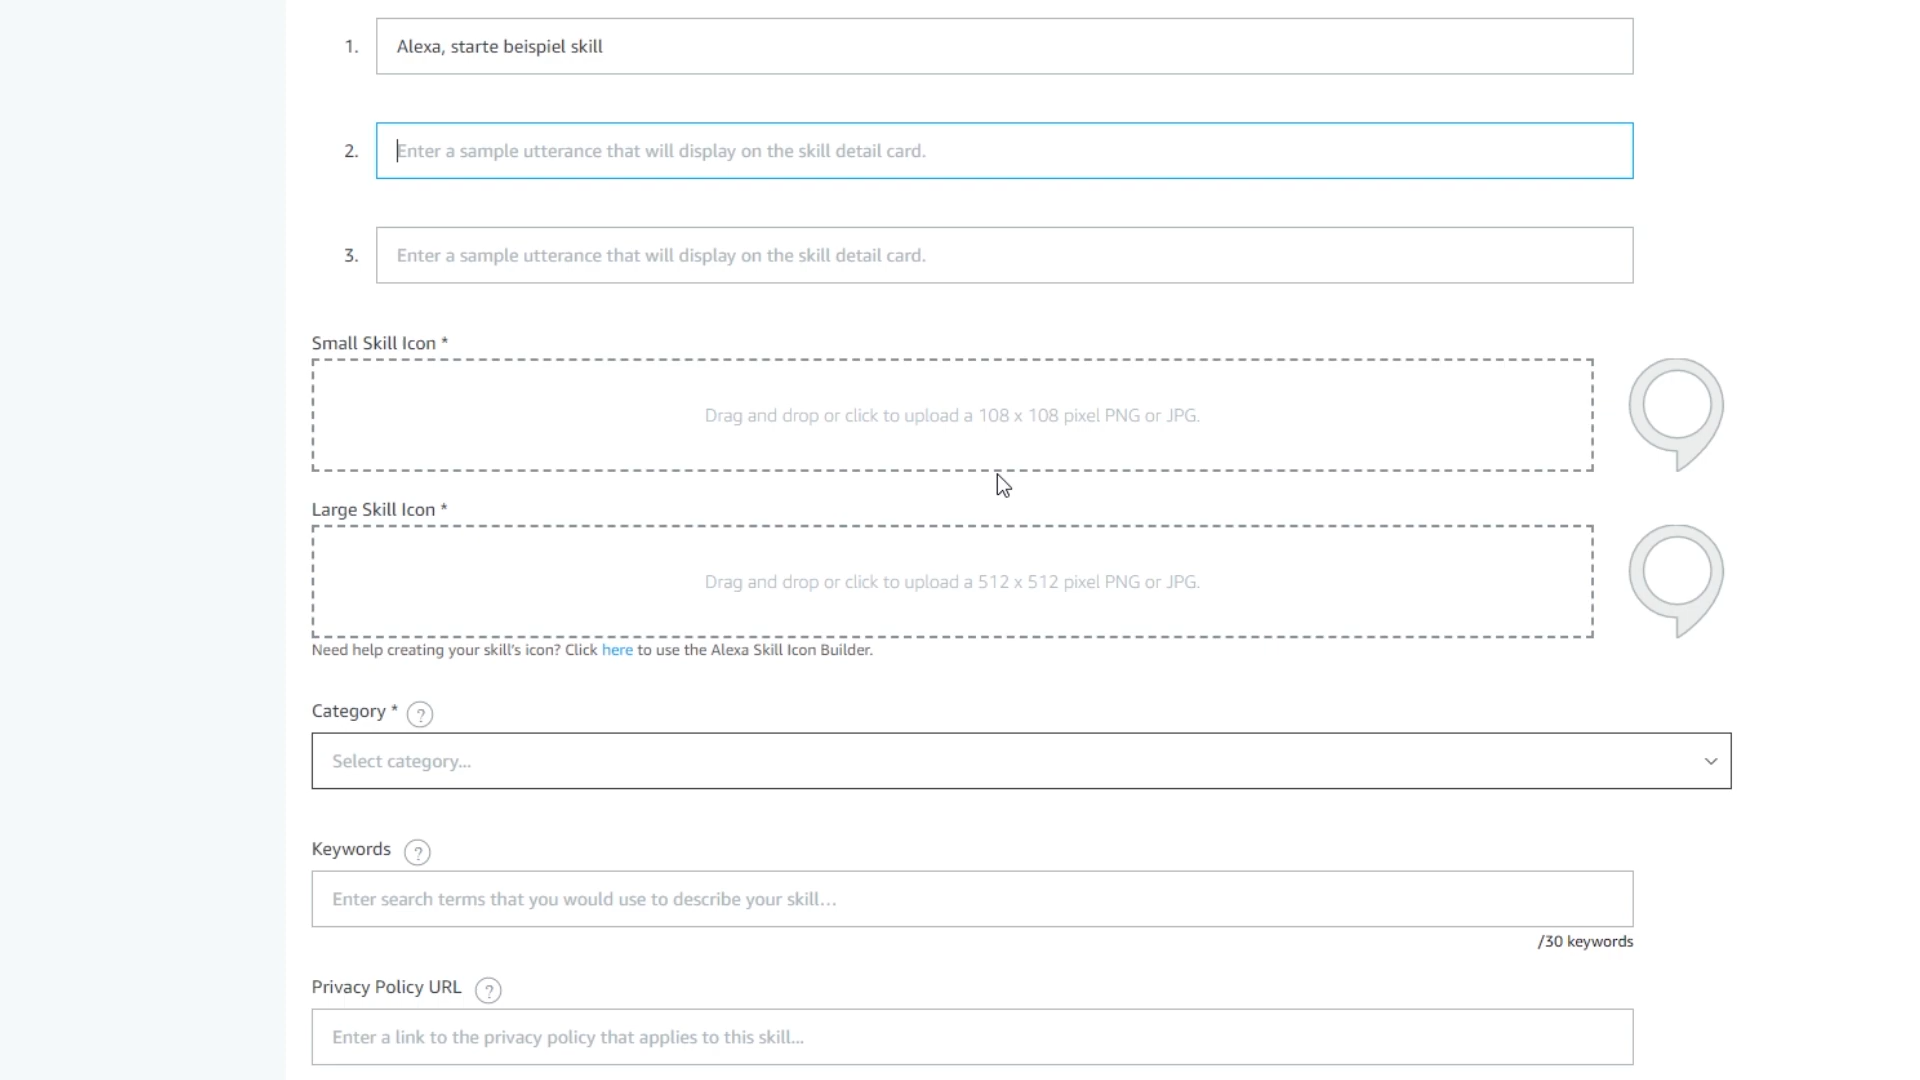 1. Alexa, starte beispiel skill
2. Enter a sample utterance that will display on the skill detail card.
3. Enter a sample utterance that will display on the skill detail card.
Small Skill Icon *
Drag and drop or click to upload a 108 x 108 pixel PNG or JPG.
Large Skill Icon *
Drag and drop or click to upload a 512 x 512 pixel PNG or JPG.
Need help creating your skill's icon? Click here to use the Alexa Skill Icon Builder.
Category * ?
Select category...
Keywords ?
Enter search terms that you would use to describe your skill...
/30 keywords
Privacy Policy URL ?
Enter a link to the privacy policy that applies to this skill...